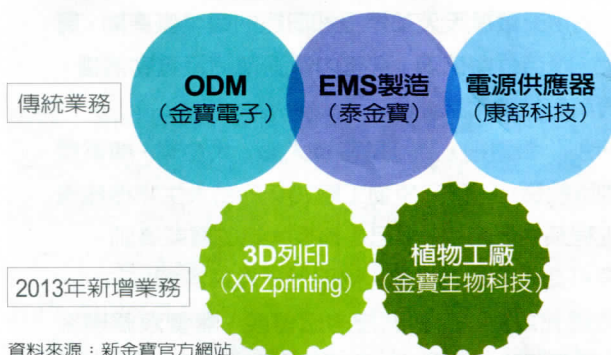 傳統業務
ODM
(金寶電子)
EMS製造
(泰金寶)
電源供應器
(康舒科技)
2013年新增業務
3D列印
(XYZprinting)
植物工廠
(金寶生物科技)
資料來源：新金寶官方網站